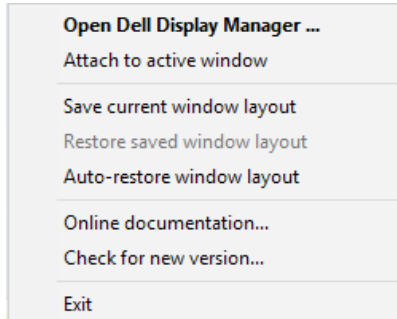 Open Dell Display Manager ...
Attach to active window
Save current window layout
Restore saved window layout
Auto-restore window layout
Online documentation...
Check for new version...
Exit